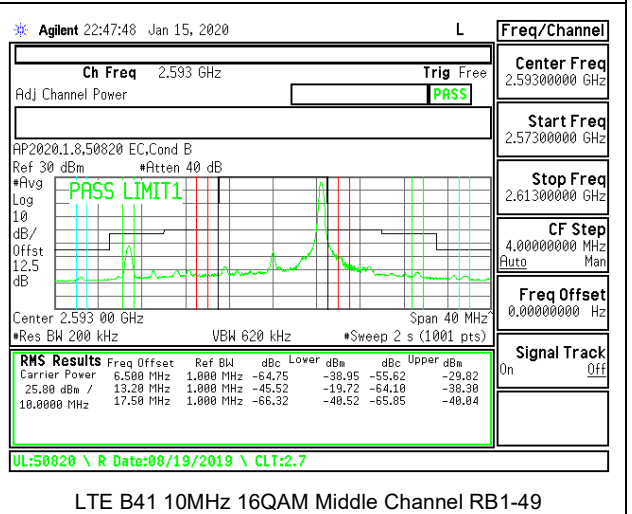 Agilent 22:47:48 Jan 15, 2020 L
Freq/Channel
Ch Freq 2.593 GHz Trig Free
Adj Channel Power PASS
Center Freq
2.59300000 GHz
Start Freq
2.57300000 GHz
Stop Freq
2.61300000 GHz
CF Step
4.00000000 MHz
Auto Man
Freq Offset
0.00000000 Hz
Signal Track
On Off
AP2020.1.8,50820 EC,Cond B
Ref 30 dBm #Atten 40 dB
#Avg
Log
10
dB/
Offst
12.5
dB
PASS LIMIT1
Center 2.593 00 GHz Span 40 MHz^
#Res BW 200 kHz VBW 620 kHz #Sweep 2 s (1001 pts)
RMS Results Freq Offset Ref BW dBc Lower dBm dBc Upper dBm
Carrier Power 6.500 MHz 1.000 MHz -64.75 -38.95 -55.62 -29.82
25.80 dBm / 13.20 MHz 1.000 MHz -45.52 -19.72 -64.10 -38.30
10.0000 MHz 17.50 MHz 1.000 MHz -66.32 -40.52 -65.85 -40.04
UL:50820 \ R Date:08/19/2019 \ CLT:2.7
LTE B41 10MHz 16QAM Middle Channel RB1-49